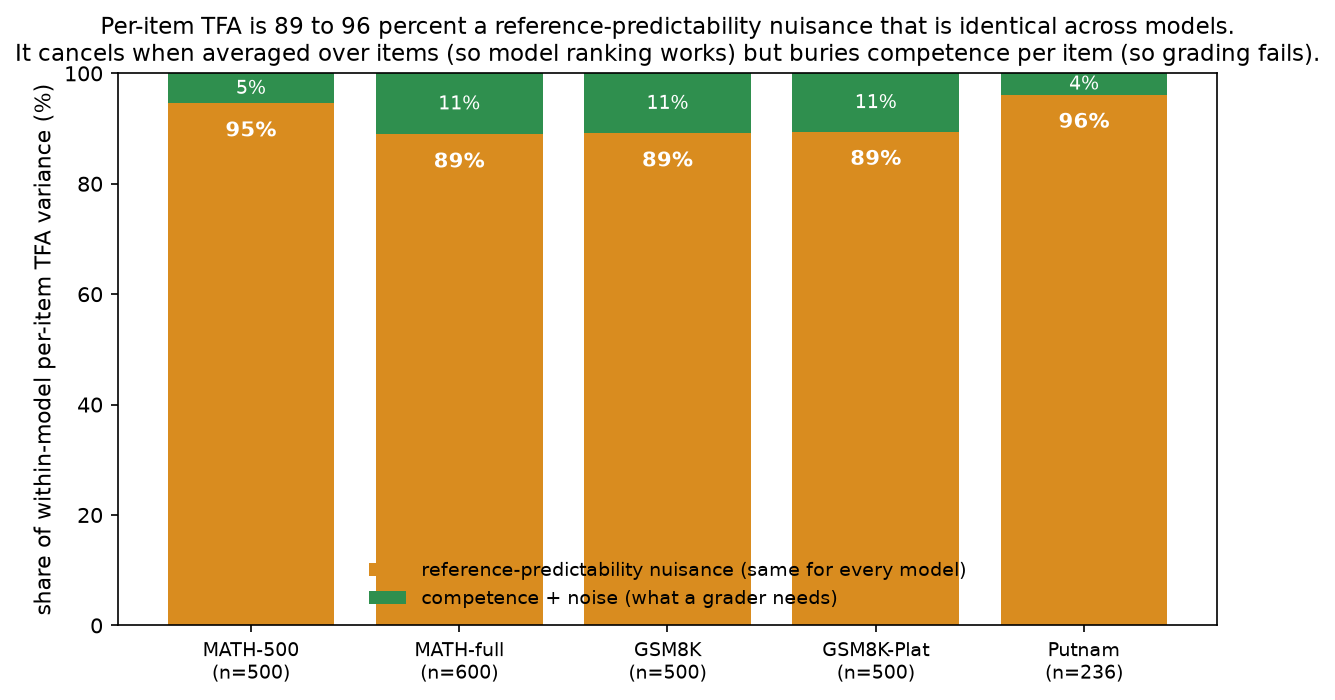 Per-item TFA is 89 to 96 percent a reference-predictability nuisance that is identical across models.
It cancels when averaged over items (so model ranking works) but buries competence per item (so grading fails).
share of within-model per-item TFA variance (%)
100
80
60
40
20
0
5%
95%
11%
89%
11%
89%
11%
89%
4%
96%
reference-predictability nuisance (same for every model)
competence + noise (what a grader needs)
MATH-500
(n=500)
MATH-full
(n=600)
GSM8K
(n=500)
GSM8K-Plat
(n=500)
Putnam
(n=236)